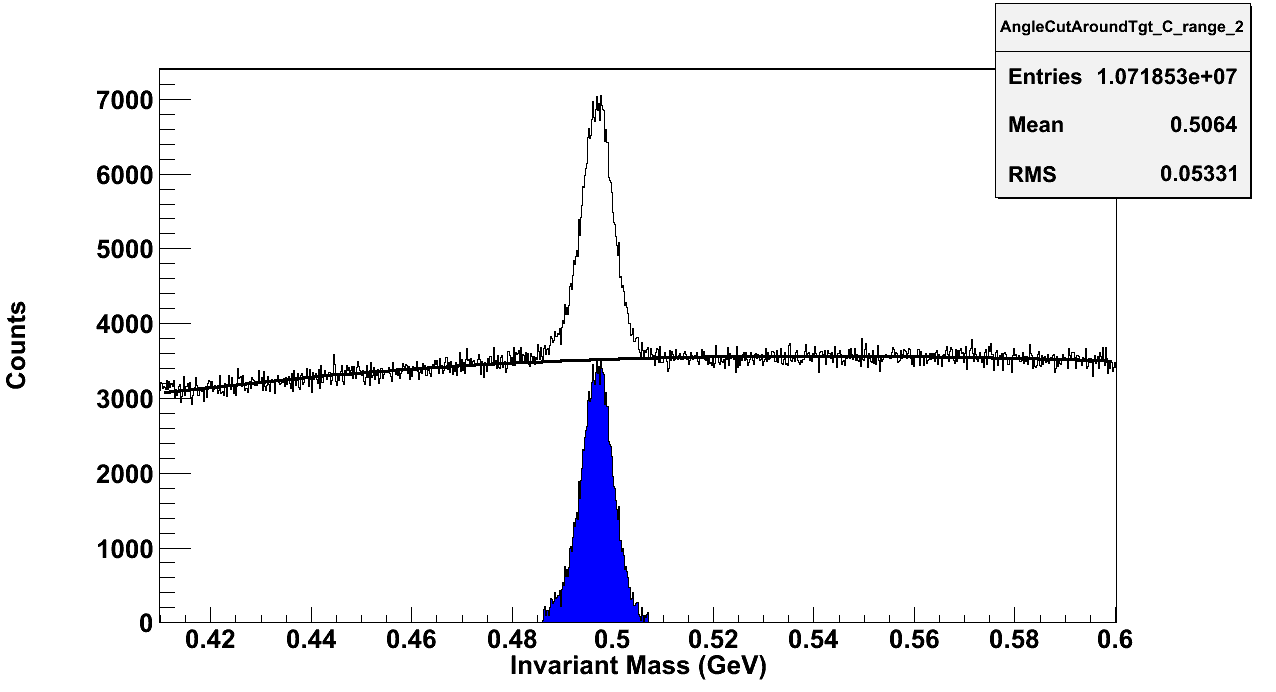 AngleCutAroundTgt_C_range_2
Entries 1.071853e+07
Mean 0.5064
RMS 0.05331
Counts
7000
6000
5000
4000
3000
2000
1000
0
0.42 0.44 0.46 0.48 0.5 0.52 0.54 0.56 0.58 0.6
Invariant Mass (GeV)